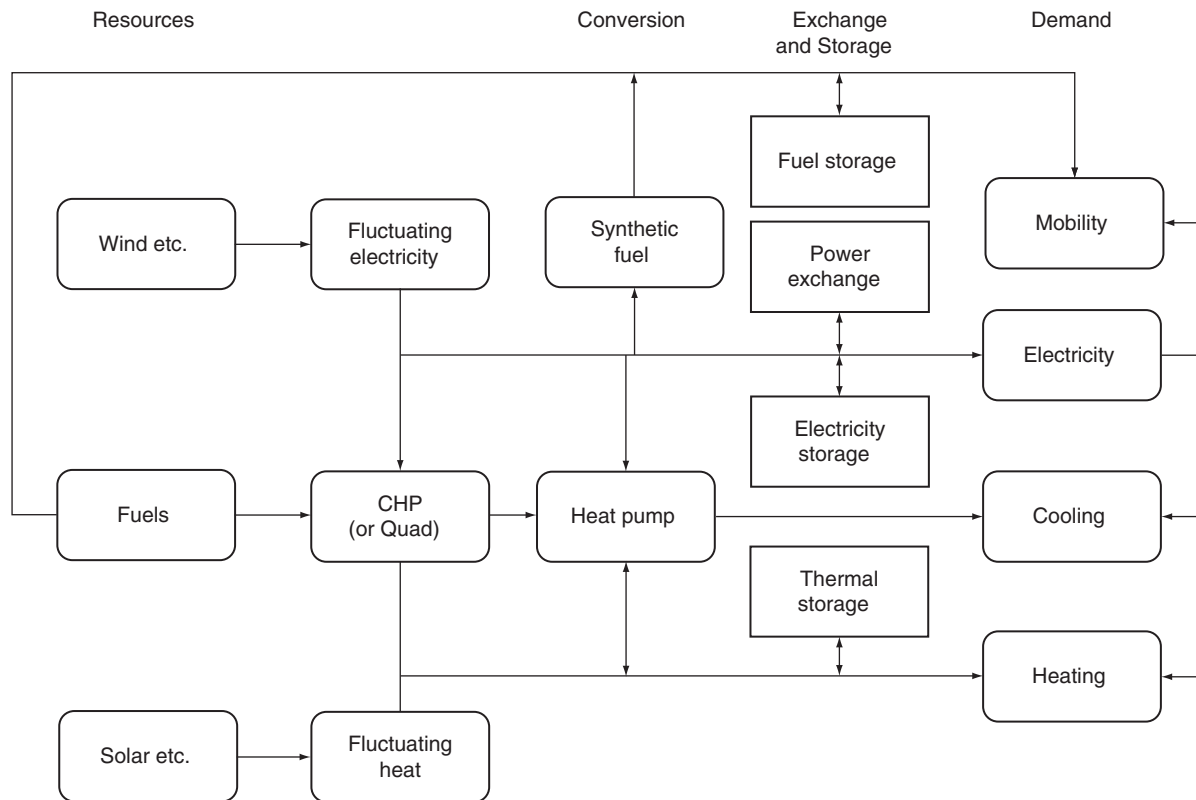 Resources
Conversion
Exchange
and Storage
Demand
Fuel storage
Wind etc.
Fluctuating
electricity
Synthetic
fuel
Power
exchange
Mobility
Electricity
Electricity
storage
Fuels
CHP
(or Quad)
Heat pump
Cooling
Thermal
storage
Heating
Solar etc.
Fluctuating
heat